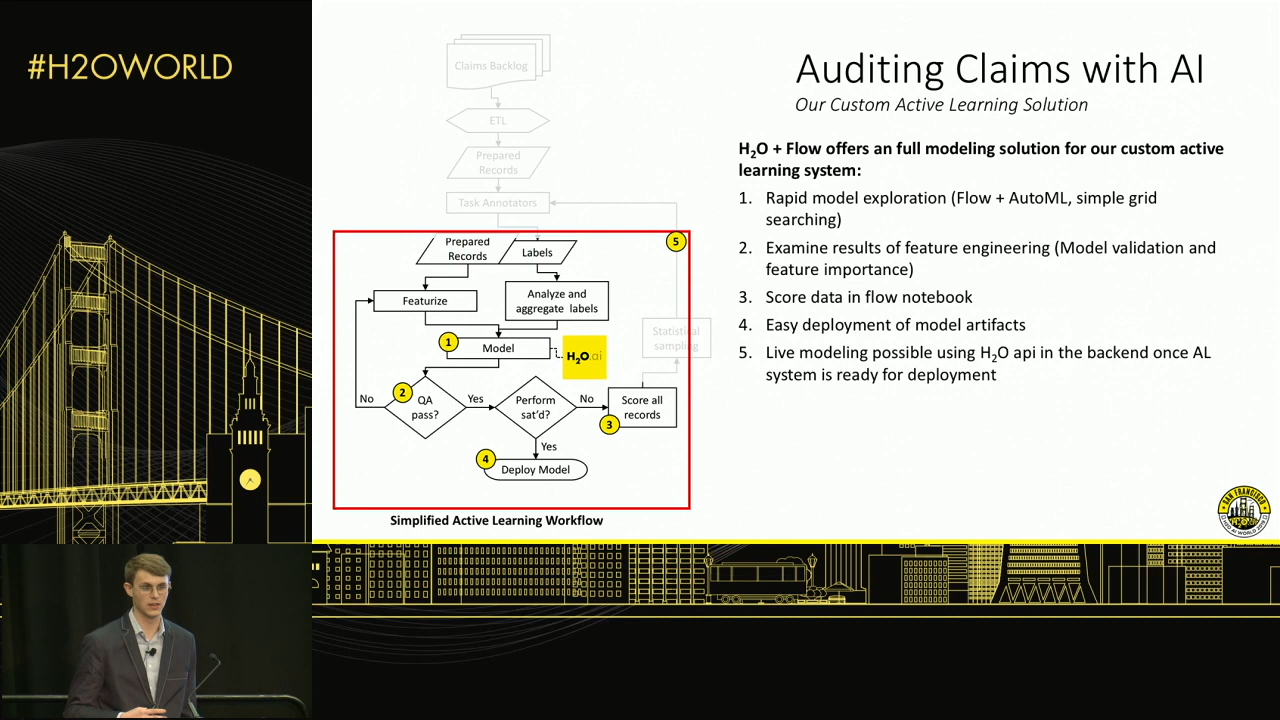 #H2OWORLD
Claims Backlog
ETL
Prepared
Records
Task Annotators
Prepared
Records
Labels
5
Featurize
Analyze and
aggregate labels
1
Model
H2O.ai
Statistical
sampling
2
QA
pass?
No
Yes
Perform
sat'd?
No
Score all
records
3
Yes
4
Deploy Model
Simplified Active Learning Workflow
Auditing Claims with AI
Our Custom Active Learning Solution
H2O + Flow offers an full modeling solution for our custom active
learning system:
1. Rapid model exploration (Flow + AutoML, simple grid
searching)
2. Examine results of feature engineering (Model validation and
feature importance)
3. Score data in flow notebook
4. Easy deployment of model artifacts
5. Live modeling possible using H2O api in the backend once AL
system is ready for deployment
SAN FRANCISCO